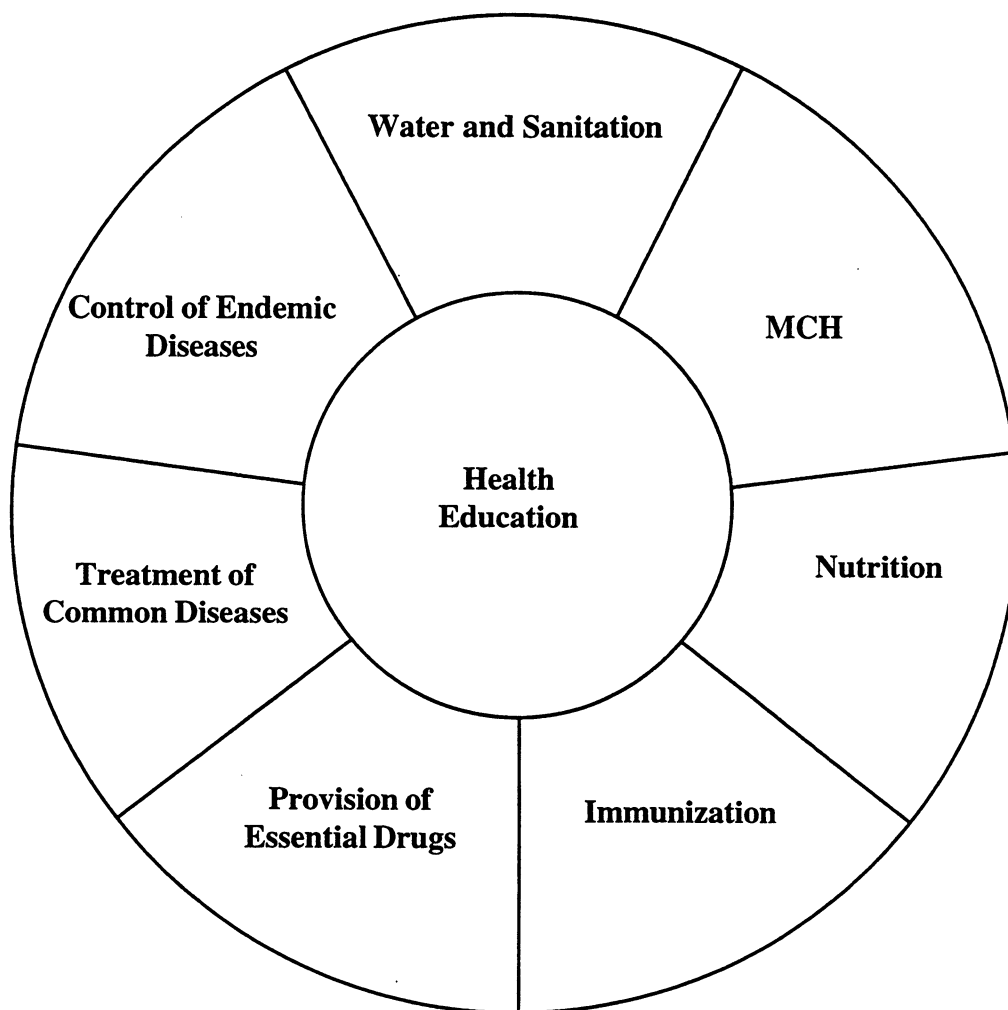 Water and Sanitation
MCH
Nutrition
Immunization
Provision of
Essential Drugs
Treatment of
Common Diseases
Control of Endemic
Diseases
Health
Education